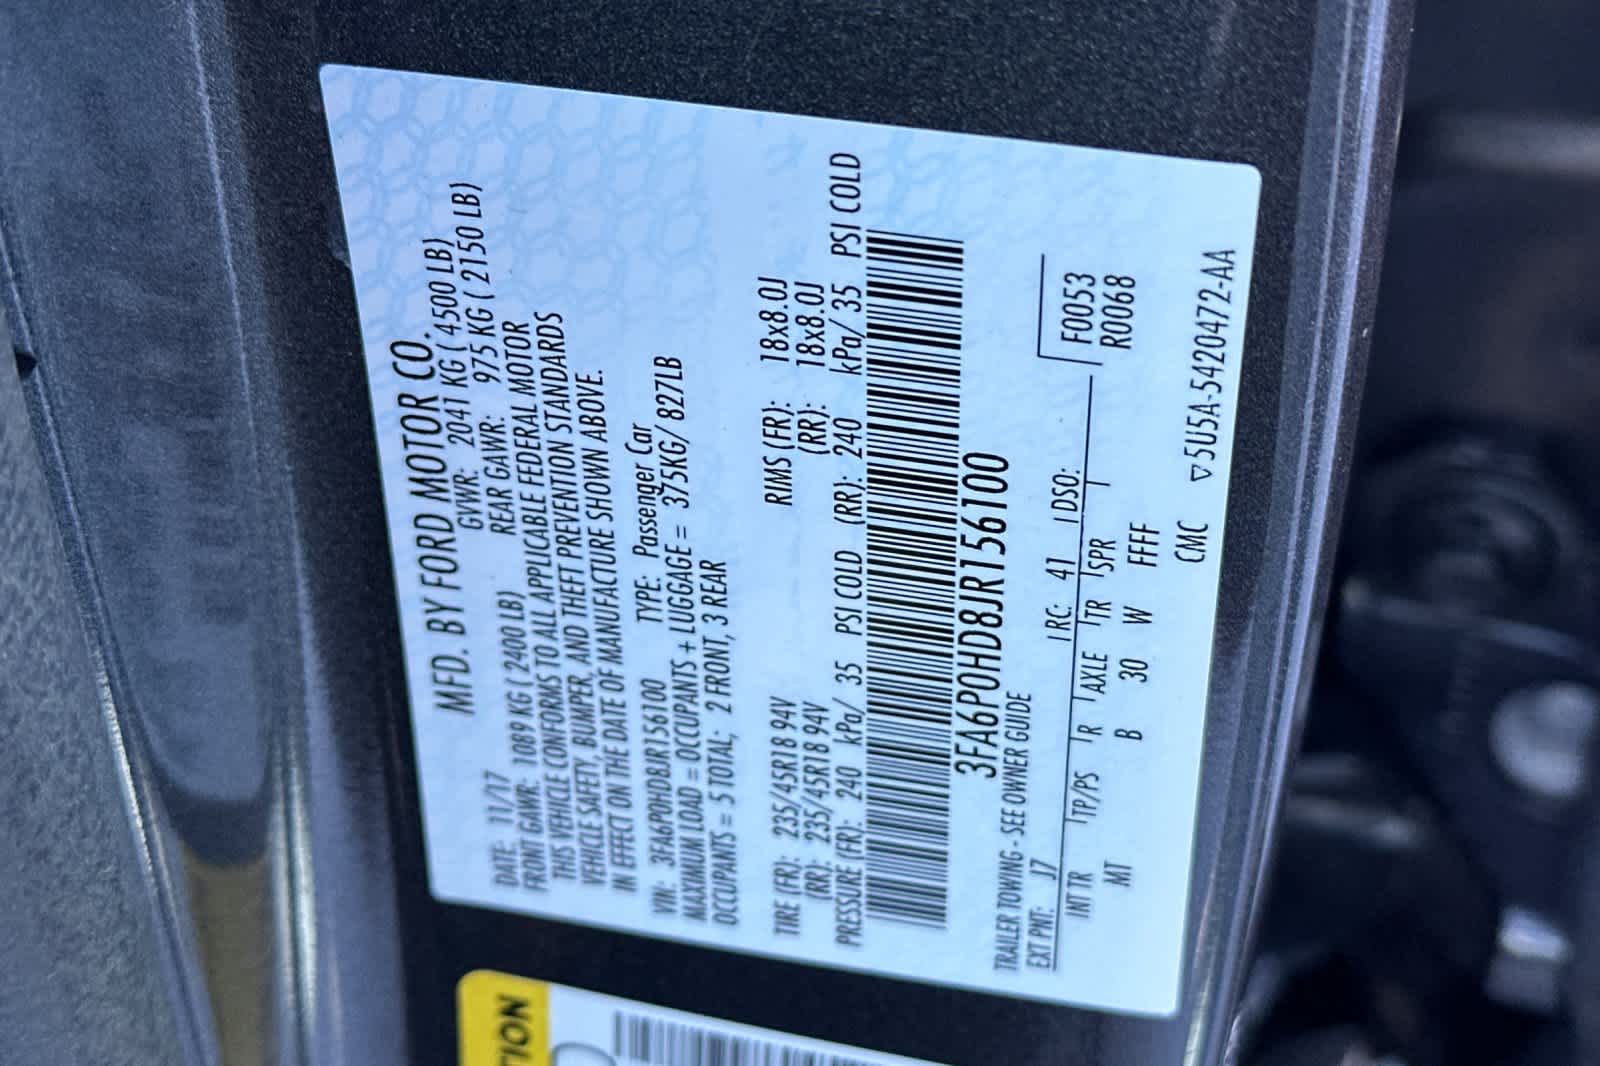 MFD. BY FORD MOTOR CO.
DATE: 11/17 GVWR: 2041 KG ( 4500 LB)
FRONT GAWR: 1089 KG ( 2400 LB) REAR GAWR: 975 KG ( 2150 LB)
THIS VEHICLE CONFORMS TO ALL APPLICABLE FEDERAL MOTOR
VEHICLE SAFETY, BUMPER, AND THEFT PREVENTION STANDARDS
IN EFFECT ON THE DATE OF MANUFACTURE SHOWN ABOVE.
VIN: 3FA6P0HD8JR156100 TYPE: Passenger Car
MAXIMUM LOAD = OCCUPANTS + LUGGAGE = 375KG/ 827LB
OCCUPANTS = 5 TOTAL; 2 FRONT, 3 REAR
TIRE (FR): 235/45R18 94V RIMS (FR): 18x8.0J
(RR): 235/45R18 94V (RR): 18x8.0J
PRESSURE (FR): 240 kPa/ 35 PSI COLD (RR): 240 kPa/ 35 PSI COLD
3FA6P0HD8JR156100
TRAILER TOWING - SEE OWNER GUIDE
EXT PNT: J7 RC: 41 DSO:
F0053
R0068
INT TR TP/PS R AXLE TR SPR
MT B 30 W FFFF
CMC ▽5U5A-5420472-AA